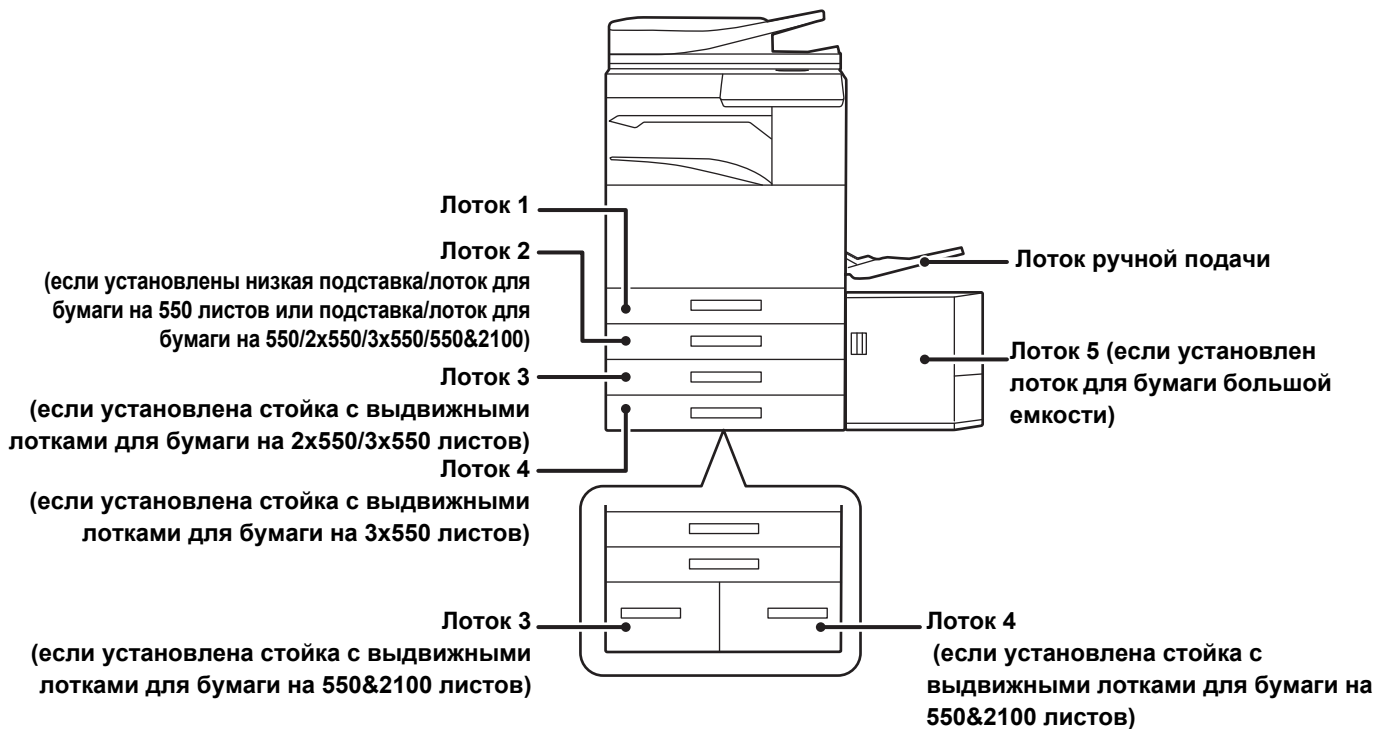 Лоток 1
Лоток 2
(если установлены низкая подставка/лоток для
бумаги на 550 листов или подставка/лоток для
бумаги на 550/2x550/3x550/550&2100)
Лоток 3
(если установлена стойка с выдвижными
лотками для бумаги на 2x550/3x550 листов)
Лоток 4
(если установлена стойка с выдвижными
лотками для бумаги на 3x550 листов)
Лоток ручной подачи
Лоток 5 (если установлен
лоток для бумаги большой
емкости)
Лоток 3
(если установлена стойка с выдвижными
лотками для бумаги на 550&2100 листов)
Лоток 4
(если установлена стойка с
выдвижными лотками для бумаги на
550&2100 листов)